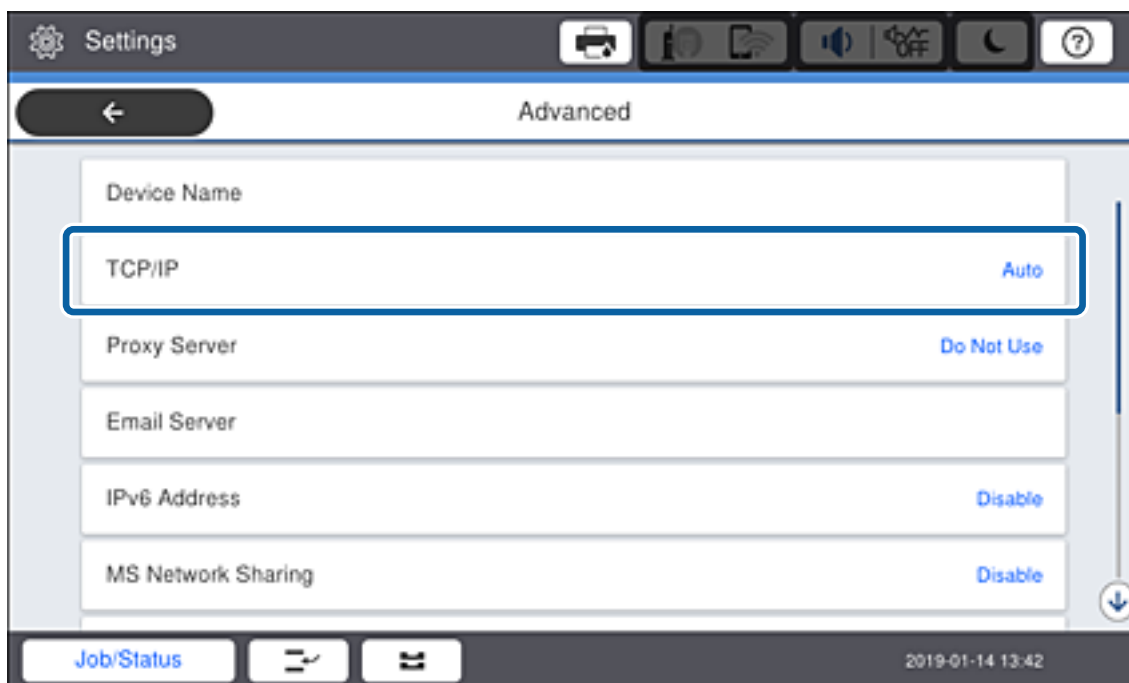 Settings
OFF
?
Advanced
Device Name
TCP/IP Auto
Proxy Server Do Not Use
Email Server
IPv6 Address Disable
MS Network Sharing Disable
Job/Status 2019-01-14 13:42